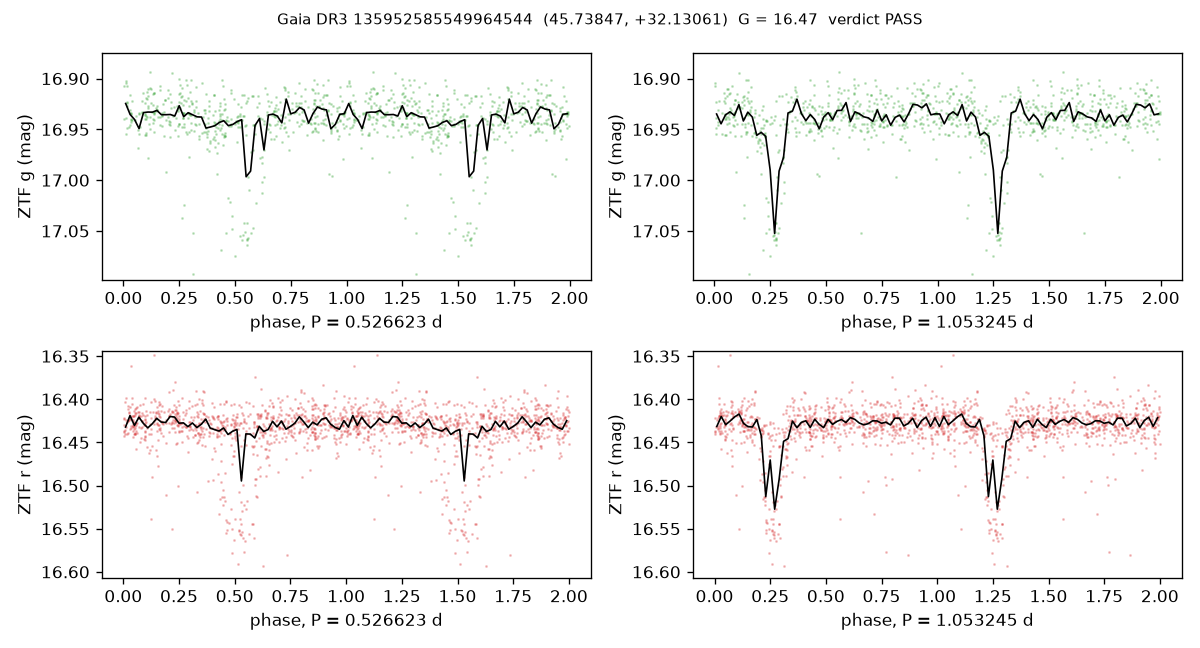 Gaia DR3 135952585549964544  (45.73847, +32.13061)  G = 16.47  verdict PASS
ZTF g (mag)
16.90
16.95
17.00
17.05
0.00 0.25 0.50 0.75 1.00 1.25 1.50 1.75 2.00
phase, P = 0.526623 d
ZTF g (mag)
16.90
16.95
17.00
17.05
0.00 0.25 0.50 0.75 1.00 1.25 1.50 1.75 2.00
phase, P = 1.053245 d
ZTF r (mag)
16.35
16.40
16.45
16.50
16.55
16.60
0.00 0.25 0.50 0.75 1.00 1.25 1.50 1.75 2.00
phase, P = 0.526623 d
ZTF r (mag)
16.35
16.40
16.45
16.50
16.55
16.60
0.00 0.25 0.50 0.75 1.00 1.25 1.50 1.75 2.00
phase, P = 1.053245 d